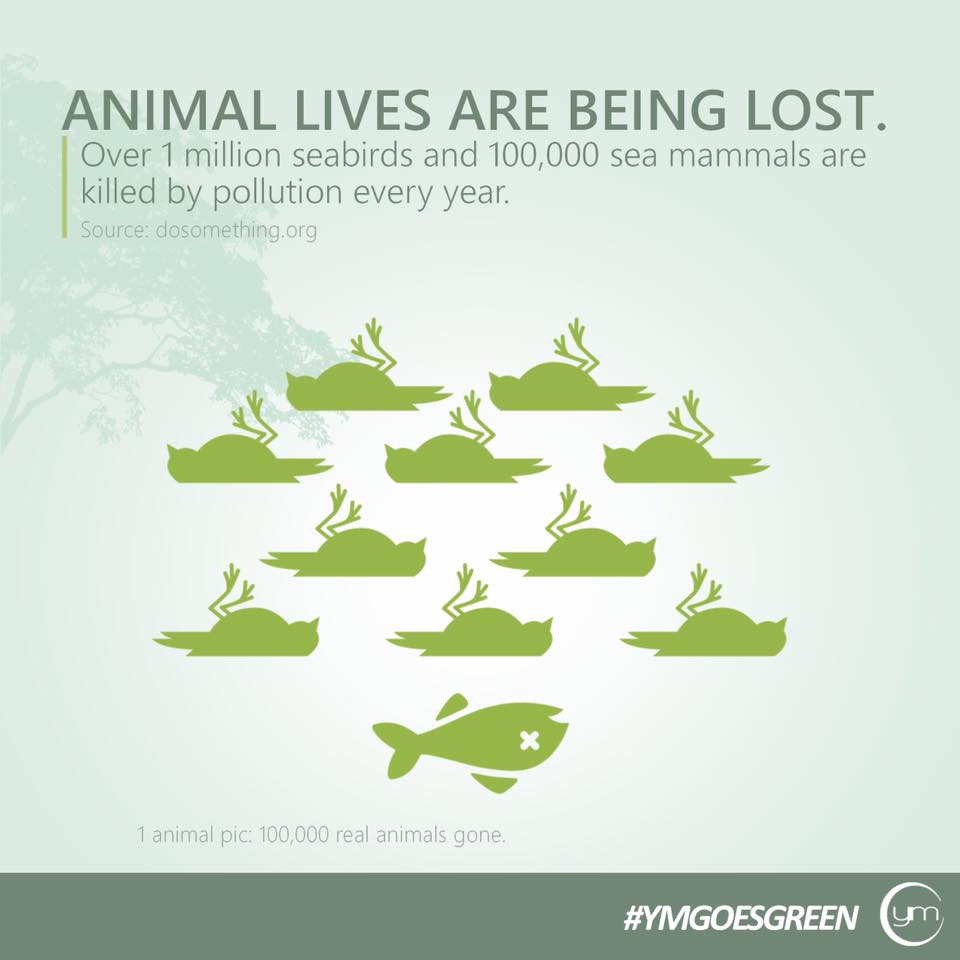 ANIMAL LIVES ARE BEING LOST.
Over 1 million seabirds and 100,000 sea mammals are
killed by pollution every year.
Source: dosomething.org
1 animal pic: 100,000 real animals gone.
#YMGOESGREEN
ym